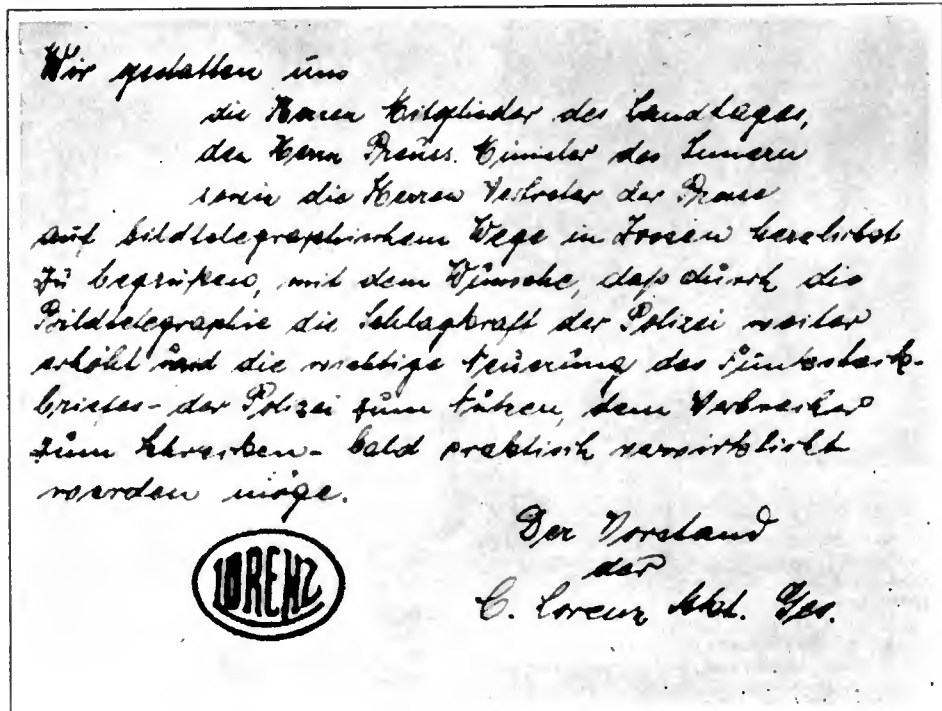 Wir gestatten uns
die Herren Mitglieder des Landtages,
den Herrn Preuss. Minister des Innern
sowie die Herren Vertreter der Presse
auf bildtelegraphischem Wege in Zossen herzlichst
zu begrüßen, mit dem Wunsche, daß durch die
Bildtelegraphie die Schlagkraft der Polizei weiter
erhöht und die wichtige Neuerung des Funksteck-
briefes - der Polizei zum Nutzen, dem Verbrecher
zum Schrecken - bald praktisch verwirklicht
werden möge.
Der Vorstand
der
C. Lorenz Akt. Ges.
LORENZ